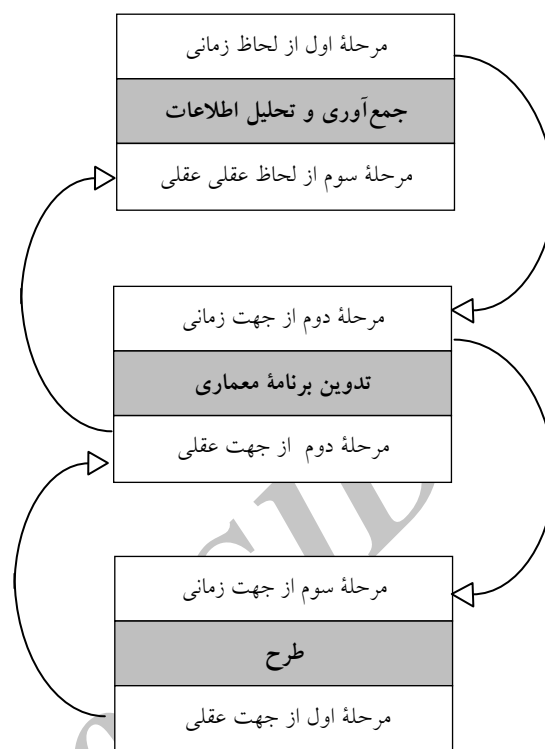 مرحلهٔ اول از لحاظ زمانی
جمع‌آوری و تحلیل اطلاعات
مرحلهٔ سوم از لحاظ عقلی عقلی
مرحلهٔ دوم از جهت زمانی
تدوین برنامهٔ معماری
مرحلهٔ دوم از جهت عقلی
مرحلهٔ سوم از جهت زمانی
طرح
مرحلهٔ اول از جهت عقلی